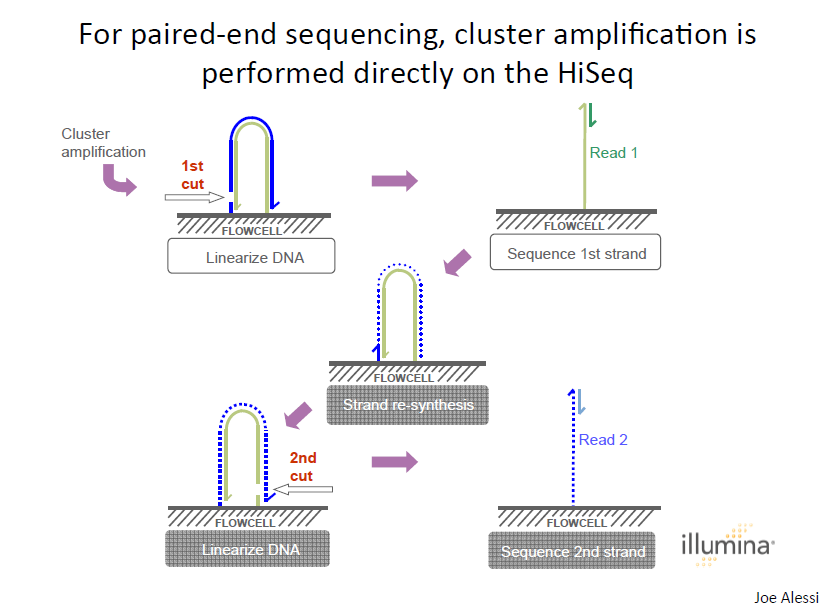 For paired-end sequencing, cluster amplification is
performed directly on the HiSeq
Cluster
amplification
1st
cut
FLOWCELL
Linearize DNA
Read 1
FLOWCELL
Sequence 1st strand
FLOWCELL
Strand re-synthesis
2nd
cut
FLOWCELL
Linearize DNA
Read 2
FLOWCELL
Sequence 2nd strand
illumina®
Joe Alessi